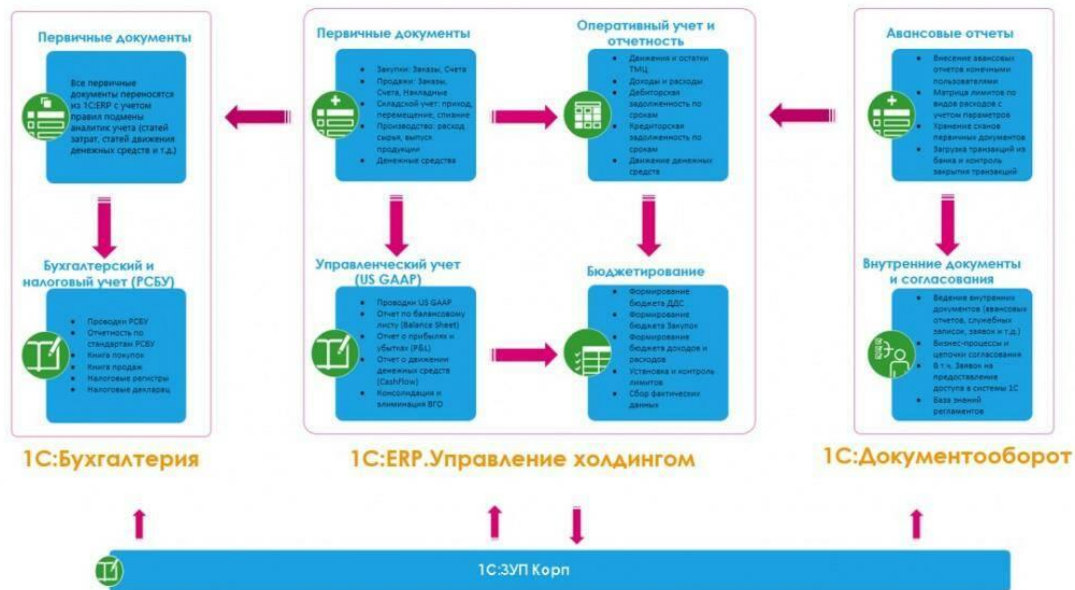 Первичные документы
Все первичные
документы переносятся
из 1С:ERP с учетом
правил подмены
аналитик учета (статей
затрат, статей движения
денежных средств и т.д.)
Бухгалтерский и
налоговый учет (РСБУ)
Проводки РСБУ
Отчетность по
стандартам РСБУ
Книга покупок
Книга продаж
Налоговые регистры
Налоговые декларац
1С:Бухгалтерия
Первичные документы
Закупки: Заказы, Счета
Продажи: Заказы,
Счета, Накладные
Складской учет: приход,
перемещение, списание
Производство: расход
сырья, выпуск
продукции
Денежные средства
Оперативный учет и
отчетность
Движения и остатки
ТМЦ
Доходы и расходы
Дебиторская
задолженность по
срокам
Кредиторская
задолженность по
срокам
Движение денежных
средств
Управленческий учет
(US GAAP)
Проводки US GAAP
Отчет по балансовому
листу (Balance Sheet)
Отчет о прибылях и
убытках (P&L)
Отчет о движении
денежных средств
(Cashflow)
Консолидация и
элиминация ВГО
Бюджетирование
Формирование
бюджета ДДС
Формирование
бюджета Закупок
Формирование
бюджета доходов и
расходов
Установка и контроль
лимитов
Сбор фактических
данных
1С:ERP.Управление холдингом
Авансовые отчеты
Внесение авансовых
отчетов конечными
пользователями
Матрица лимитов по
видов расходов с
учетом параметров
Хранение сканов
первичных документов
Загрузка транзакций из
банка и контроль
закрытия транзакций
Внутренние документы
и согласования
Ведение внутренних
документов (авансовых
отчетов, служебных
записок, заявок и т.д.)
Бизнес-процессы и
цепочки согласования
В т.ч. Заявок на
предоставление
доступа в системы 1С
База знаний
регламентов
1С:Документооборот
1С:ЗУП Корп